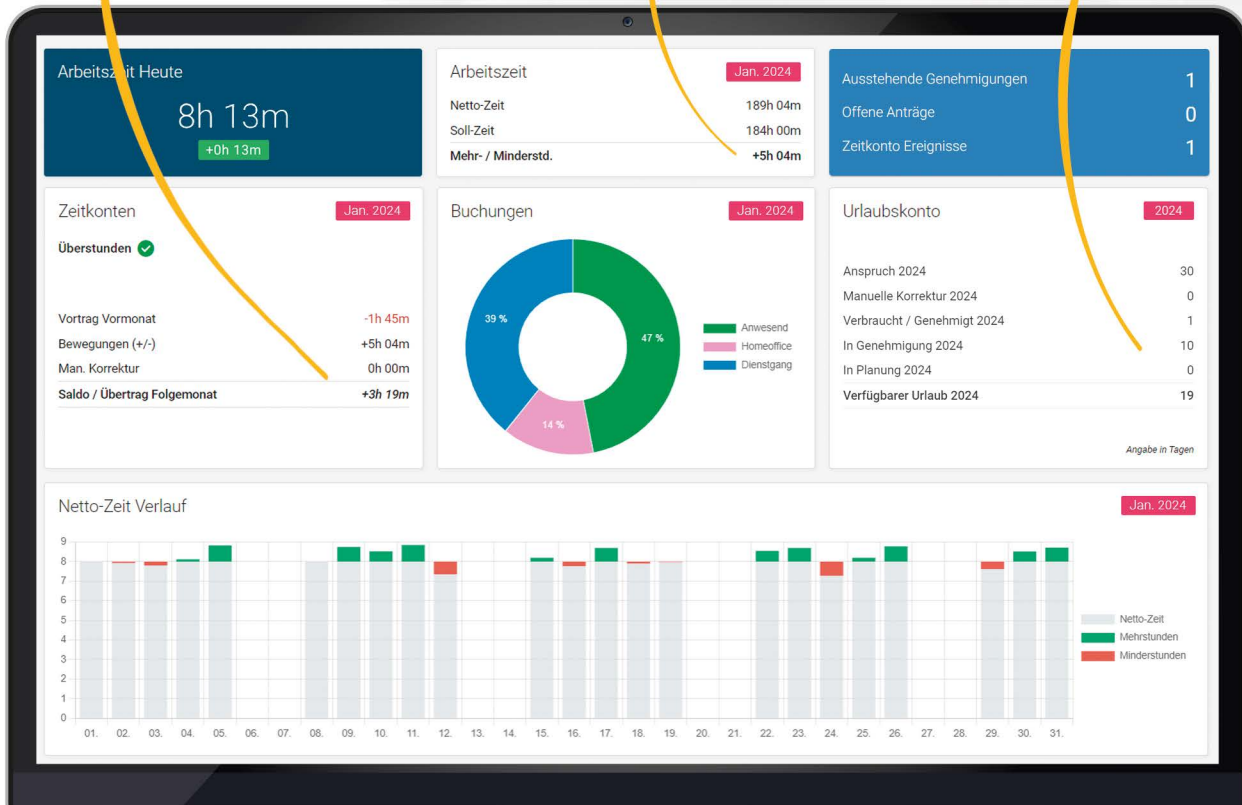 Arbeitszeit Heute
8h 13m
+0h 13m
Arbeitszeit
Jan. 2024
Netto-Zeit 189h 04m
Soll-Zeit 184h 00m
Mehr- / Minderstd. +5h 04m
Ausstehende Genehmigungen 1
Offene Anträge 0
Zeitkonto Ereignisse 1
Zeitkonten
Jan. 2024
Überstunden
Vortrag Vormonat -1h 45m
Bewegungen (+/-) +5h 04m
Man. Korrektur 0h 00m
Saldo / Übertrag Folgemonat +3h 19m
Buchungen
Jan. 2024
39 %
47 %
14 %
Anwesend
Homeoffice
Dienstgang
Urlaubskonto
2024
Anspruch 2024 30
Manuelle Korrektur 2024 0
Verbraucht / Genehmigt 2024 1
In Genehmigung 2024 10
In Planung 2024 0
Verfügbarer Urlaub 2024 19
Angabe in Tagen
Netto-Zeit Verlauf
Jan. 2024
9
8
7
6
5
4
3
2
1
0
01. 02. 03. 04. 05. 06. 07. 08. 09. 10. 11. 12. 13. 14. 15. 16. 17. 18. 19. 20. 21. 22. 23. 24. 25. 26. 27. 28. 29. 30. 31.
Netto-Zeit
Mehrstunden
Minderstunden